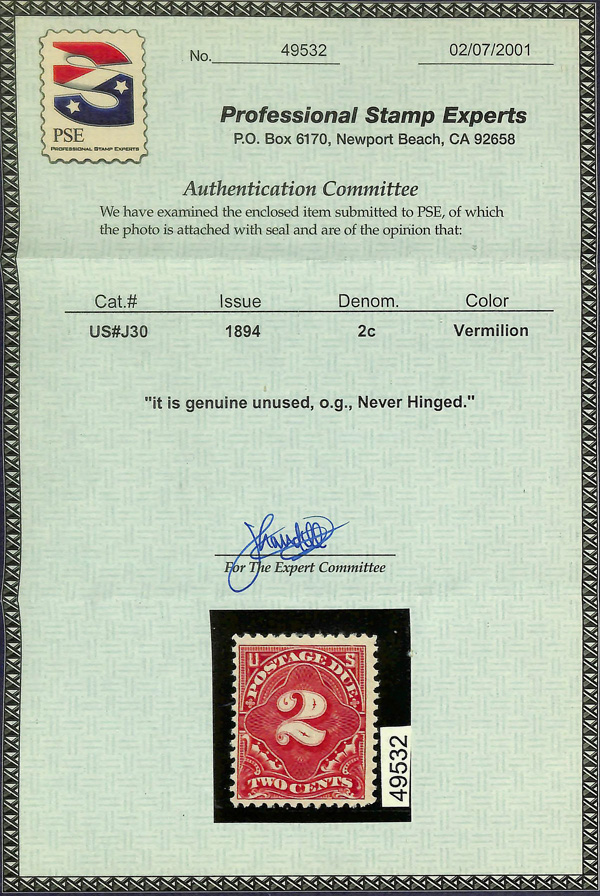 No. 49532 02/07/2001
PSE
PROFESSIONAL STAMP EXPERTS
Professional Stamp Experts
P.O. Box 6170, Newport Beach, CA 92658
Authentication Committee
We have examined the enclosed item submitted to PSE, of which
the photo is attached with seal and are of the opinion that:
Cat.# Issue Denom. Color
US#J30 1894 2c Vermilion
"it is genuine unused, o.g., Never Hinged."
For The Expert Committee
U S
POSTAGE DUE
2
TWO CENTS
49532